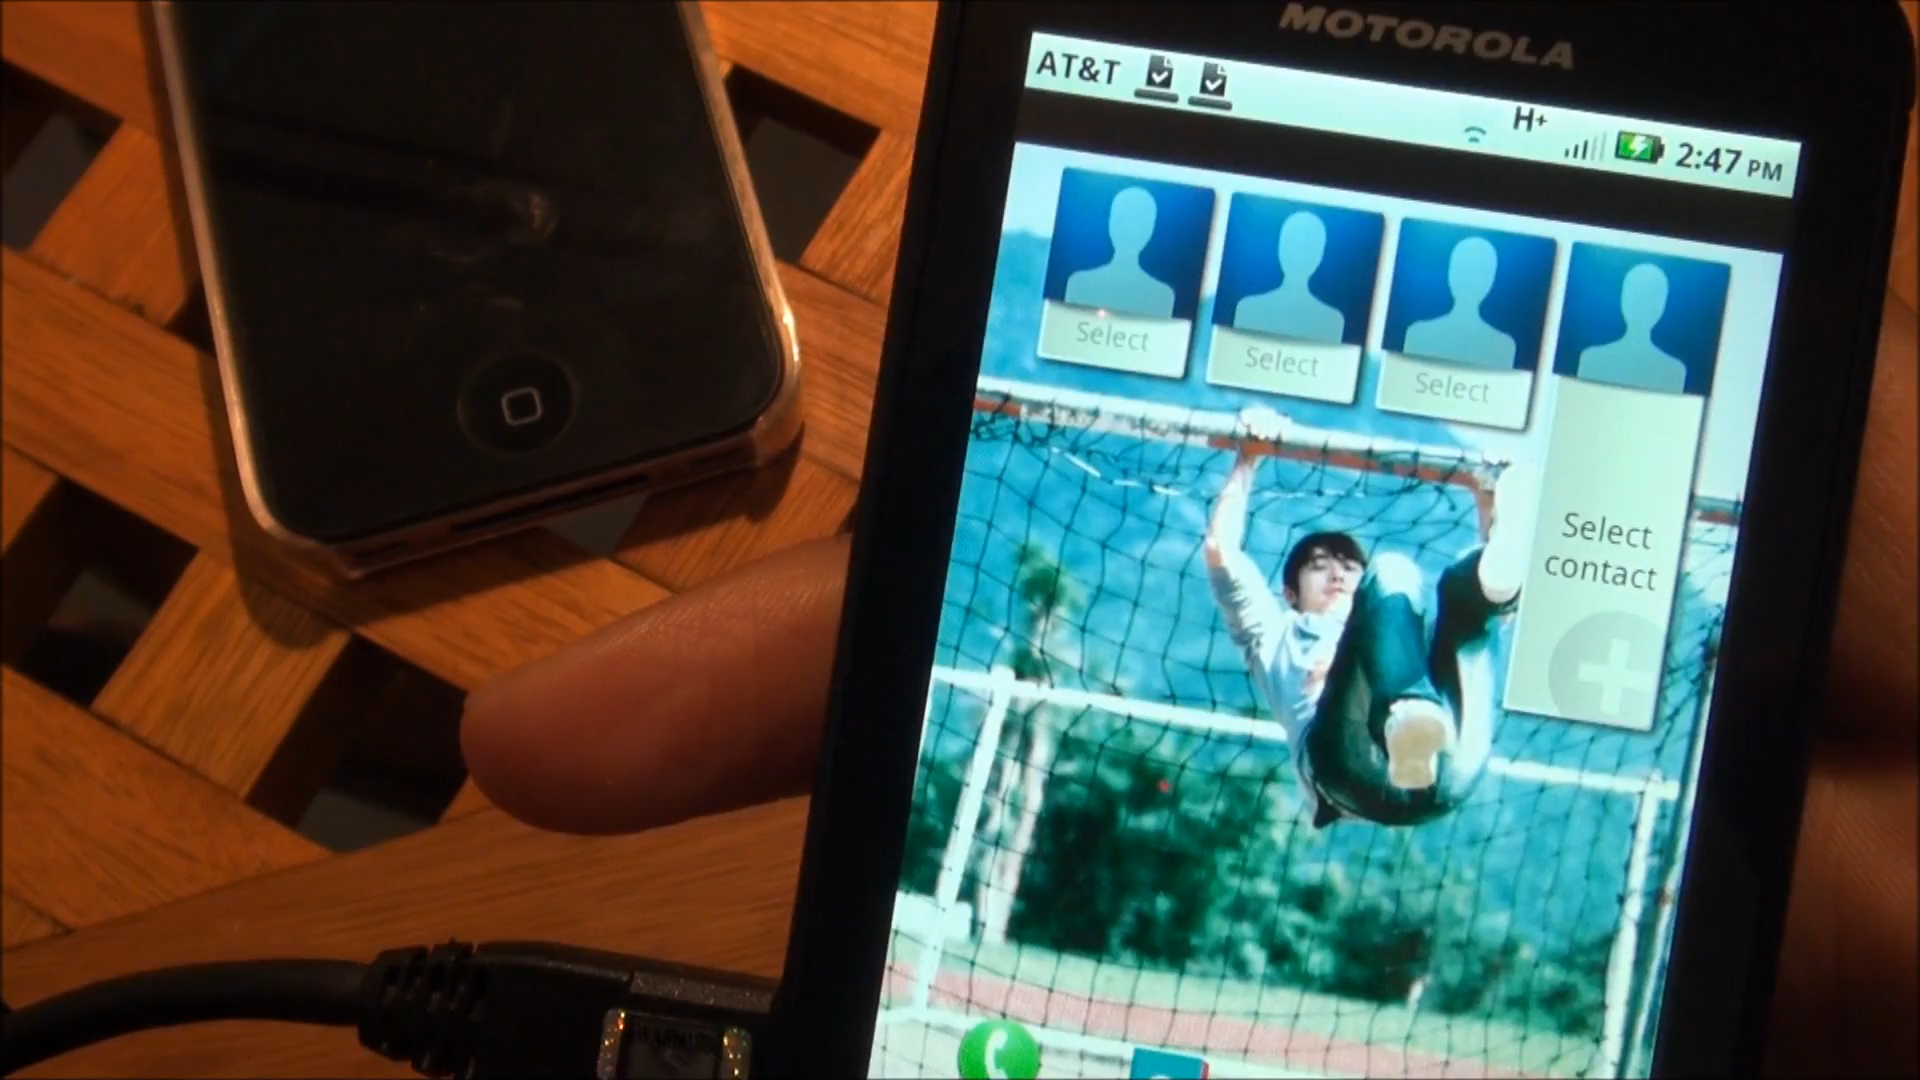 MOTOROLA
AT&T
H+
2:47 PM
Select
Select
Select
Select
contact